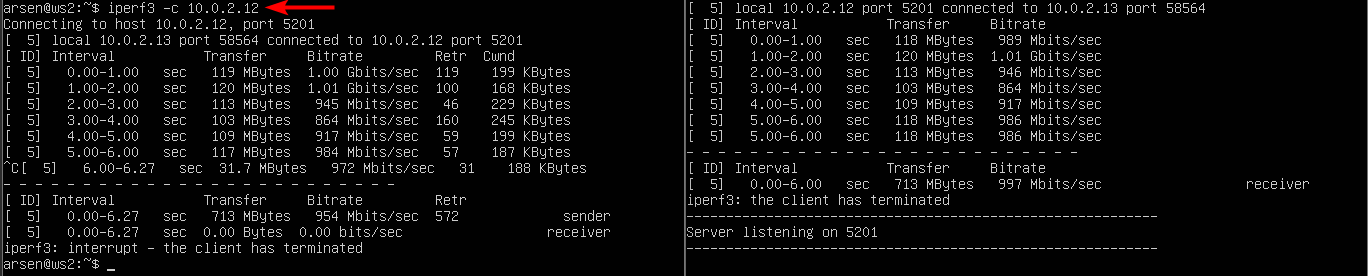 arsen@ws2:~$ iperf3 -c 10.0.2.12
Connecting to host 10.0.2.12, port 5201
[  5] local 10.0.2.13 port 58564 connected to 10.0.2.12 port 5201
[ ID] Interval           Transfer     Bitrate         Retr  Cwnd
[  5]   0.00-1.00   sec   119 MBytes  1.00 Gbits/sec  119    199 KBytes
[  5]   1.00-2.00   sec   120 MBytes  1.01 Gbits/sec  100    168 KBytes
[  5]   2.00-3.00   sec   113 MBytes   945 Mbits/sec   46    229 KBytes
[  5]   3.00-4.00   sec   103 MBytes   864 Mbits/sec  160    245 KBytes
[  5]   4.00-5.00   sec   109 MBytes   917 Mbits/sec   59    199 KBytes
[  5]   5.00-6.00   sec   117 MBytes   984 Mbits/sec   57    187 KBytes
^C[  5]   6.00-6.27   sec  31.7 MBytes   972 Mbits/sec   31    188 KBytes
- - - - - - - - - - - - - - - - - - - - - - - - -
[ ID] Interval           Transfer     Bitrate         Retr
[  5]   0.00-6.27   sec   713 MBytes   954 Mbits/sec  572             sender
[  5]   0.00-6.27   sec  0.00 Bytes  0.00 bits/sec                  receiver
iperf3: interrupt - the client has terminated
arsen@ws2:~$ _
[  5] local 10.0.2.12 port 5201 connected to 10.0.2.13 port 58564
[ ID] Interval           Transfer     Bitrate
[  5]   0.00-1.00   sec   118 MBytes   989 Mbits/sec
[  5]   1.00-2.00   sec   120 MBytes  1.01 Gbits/sec
[  5]   2.00-3.00   sec   113 MBytes   946 Mbits/sec
[  5]   3.00-4.00   sec   103 MBytes   864 Mbits/sec
[  5]   4.00-5.00   sec   109 MBytes   917 Mbits/sec
[  5]   5.00-6.00   sec   118 MBytes   986 Mbits/sec
[  5]   5.00-6.00   sec   118 MBytes   986 Mbits/sec
- - - - - - - - - - - - - - - - - - - - - - - - -
[ ID] Interval           Transfer     Bitrate
[  5]   0.00-6.00   sec   713 MBytes   997 Mbits/sec                  receiver
iperf3: the client has terminated
-----------------------------------------------------------
Server listening on 5201
-----------------------------------------------------------